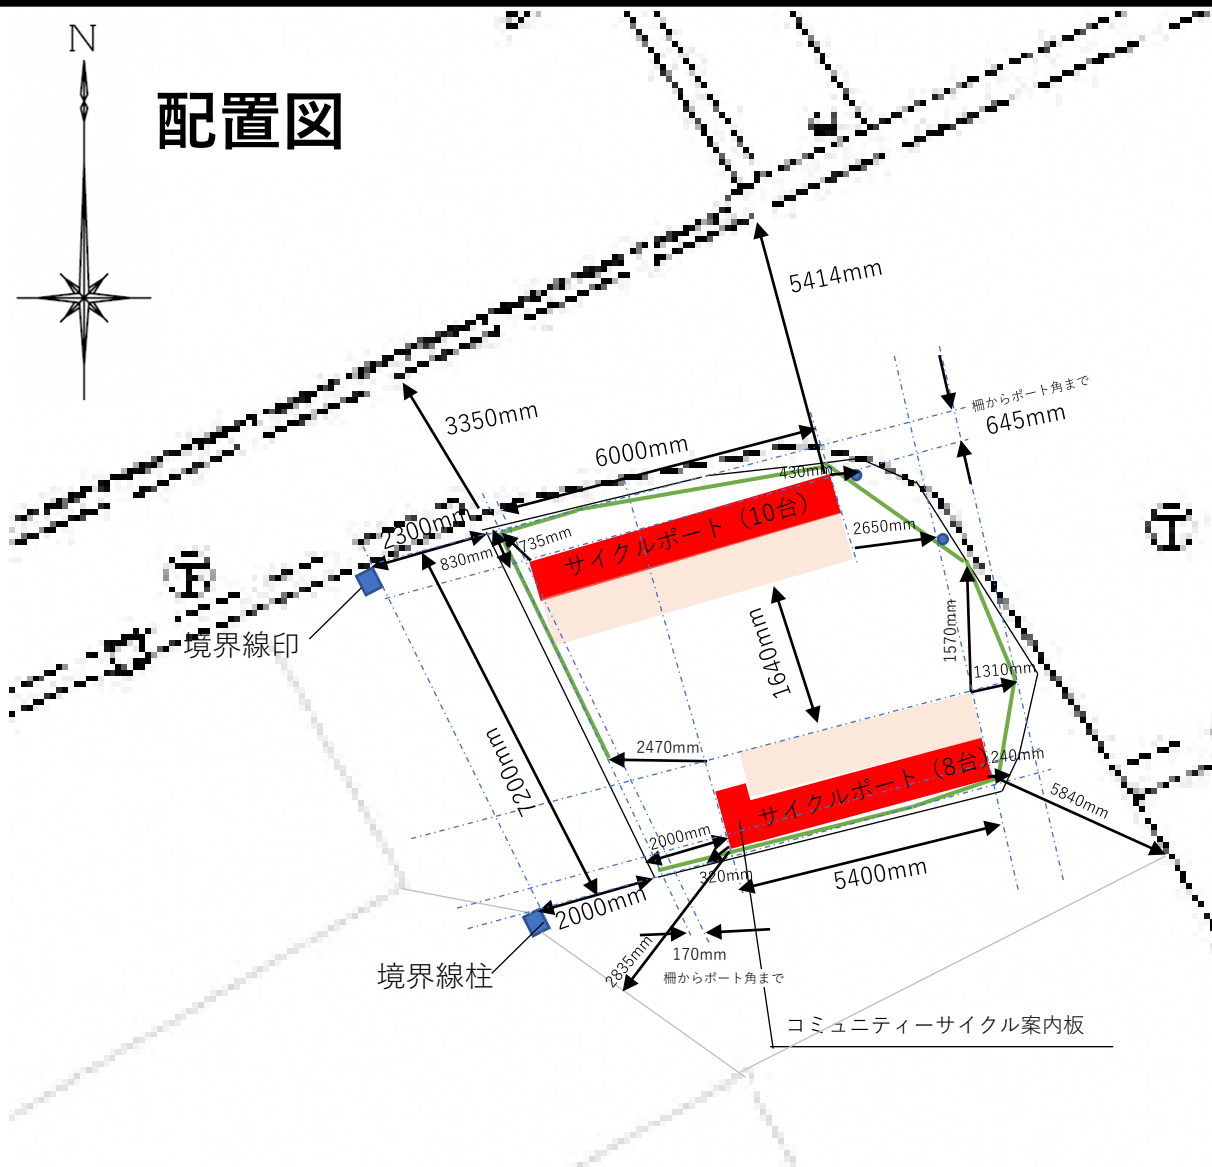 N
配置図
5414mm
3350mm
柵からポート角まで
645mm
6000mm
430mm
2300mm
サイクルポート（10台）
2650mm
735mm
830mm
境界線印
1570mm
1640mm
1310mm
2470mm
7200mm
240mm
サイクルポート（8台）
5840mm
2000mm
320mm
5400mm
2000mm
2835mm
170mm
柵からポート角まで
境界線柱
コミュニティーサイクル案内板